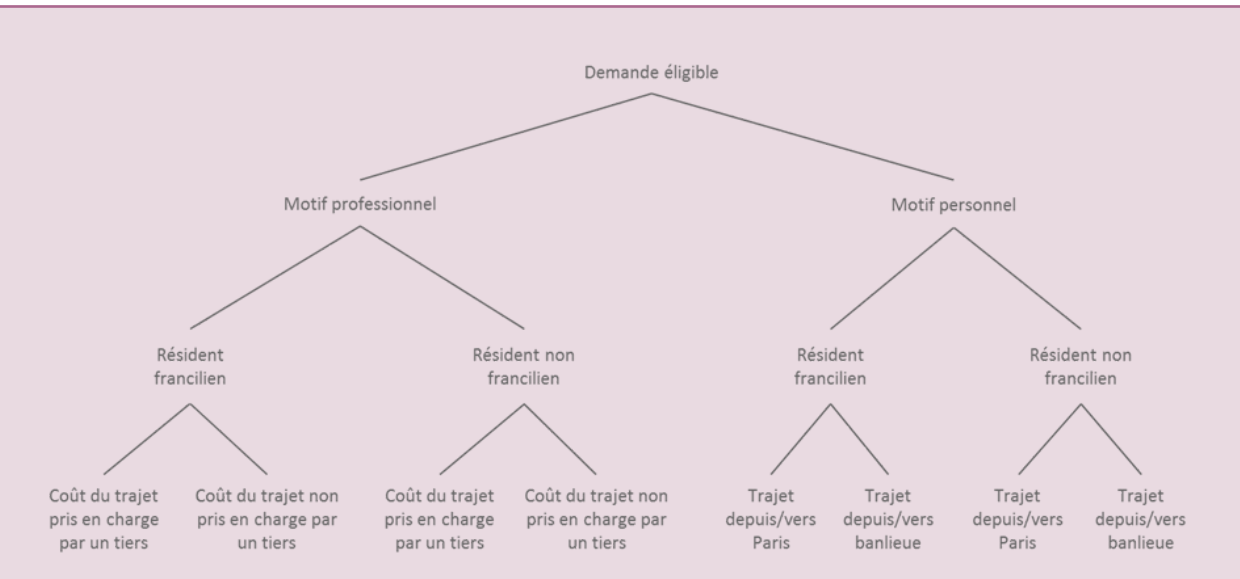 Demande éligible
Motif professionnel
Motif personnel
Résident
francilien
Résident non
francilien
Résident
francilien
Résident non
francilien
Coût du trajet
pris en charge
par un tiers
Coût du trajet non
pris en charge par
un tiers
Coût du trajet
pris en charge
par un tiers
Coût du trajet non
pris en charge par
un tiers
Trajet
depuis/vers
Paris
Trajet
depuis/vers
banlieue
Trajet
depuis/vers
Paris
Trajet
depuis/vers
banlieue